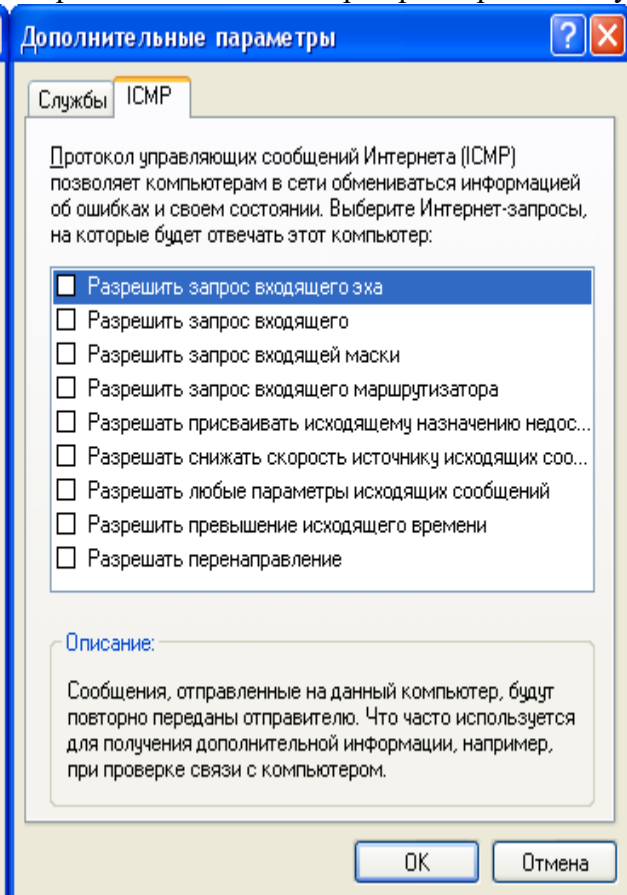 Дополнительные параметры
Службы
ICMP
Протокол управляющих сообщений Интернета (ICMP)
позволяет компьютерам в сети обмениваться информацией
об ошибках и своем состоянии. Выберите Интернет-запросы,
на которые будет отвечать этот компьютер:
Разрешить запрос входящего эха
Разрешить запрос входящего
Разрешить запрос входящей маски
Разрешить запрос входящего маршрутизатора
Разрешать присваивать исходящему назначению недос...
Разрешать снижать скорость источнику исходящих соо...
Разрешать любые параметры исходящих сообщений
Разрешить превышение исходящего времени
Разрешать перенаправление
Описание:
Сообщения, отправленные на данный компьютер, будут
повторно переданы отправителю. Что часто используется
для получения дополнительной информации, например,
при проверке связи с компьютером.
OK
Отмена